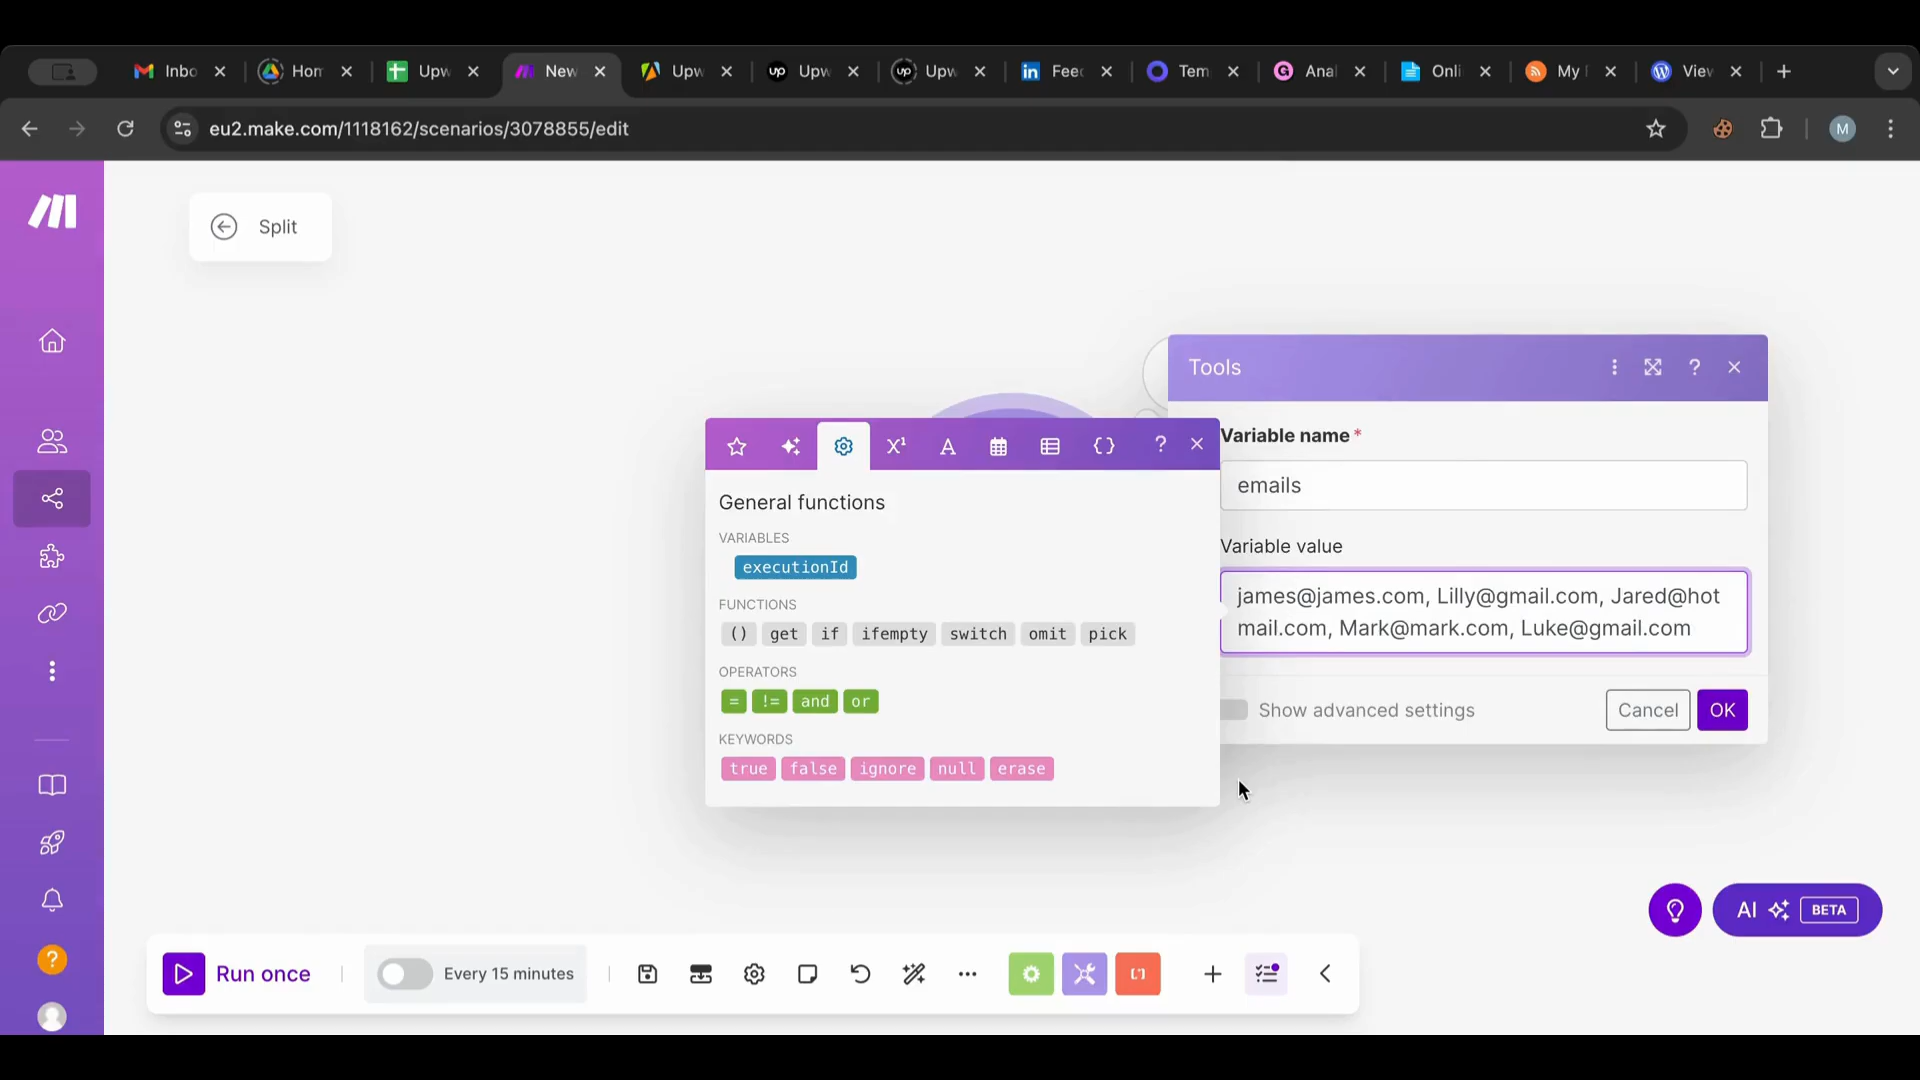 Inbo
Hon
Upw
New
Upw
Upw
Upw
Feec
Tem
Anal
Onli
My
View
eu2.make.com/1118162/scenarios/3078855/edit
M
Split
Tools
Variable name *
emails
Variable value
james@james.com, Lilly@gmail.com, Jared@hot
mail.com, Mark@mark.com, Luke@gmail.com
Show advanced settings
Cancel
OK
General functions
VARIABLES
executionId
FUNCTIONS
() get if ifempty switch omit pick
OPERATORS
= != and or
KEYWORDS
true false ignore null erase
AI BETA
Run once
Every 15 minutes